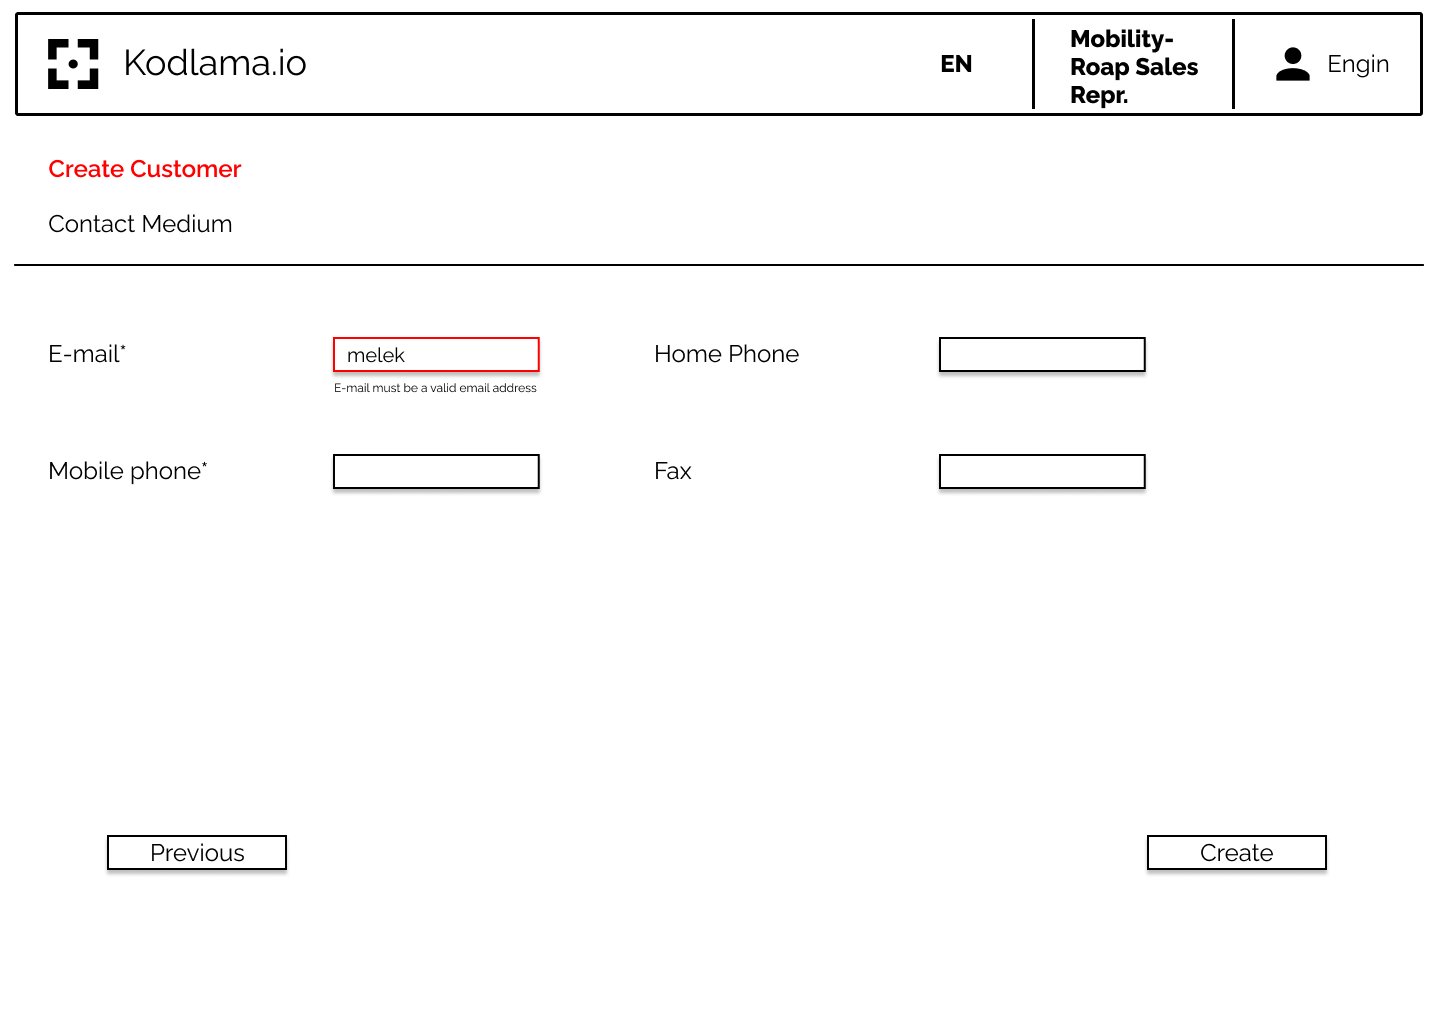 Kodlama.io
EN
Mobility-
Roap Sales
Repr.
Engin
Create Customer
Contact Medium
E-mail*
melek
Home Phone
E-mail must be a valid email address
Mobile phone*
Fax
Previous
Create